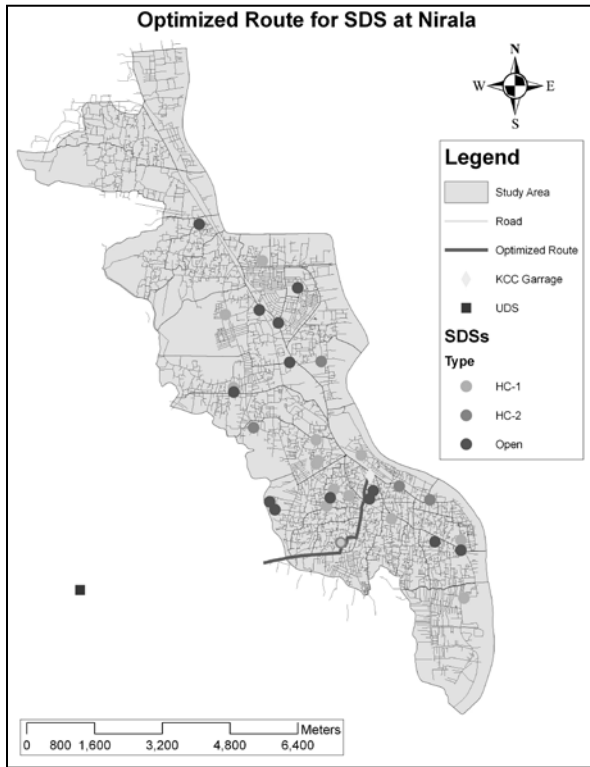 Optimized Route for SDS at Nirala
N
W E
S
Legend
Study Area
Road
Optimized Route
KCC Garrage
UDS
SDSs
Type
HC-1
HC-2
Open
Meters
0 800 1,600 3,200 4,800 6,400